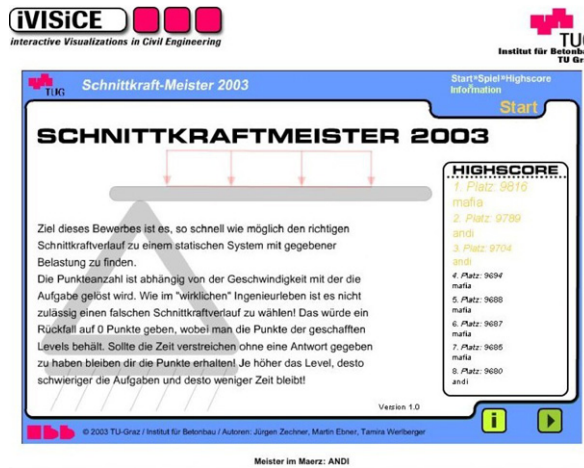 iVISiCE
interactive Visualizations in Civil Engineering
TU
Institut für Betonba
TU Gra
TUG
Schnittkraft-Meister 2003
Start*Spiel*Highscore
Information
Start
SCHNITTKRAFTMEISTER 2003
Ziel dieses Bewerbes ist es, so schnell wie möglich den richtigen
Schnittkraftverlauf zu einem statischen System mit gegebener
Belastung zu finden.
Die Punkteanzahl ist abhängig von der Geschwindigkeit mit der die
Aufgabe gelöst wird. Wie im "wirklichen" Ingenieurleben ist es nicht
zulässig einen falschen Schnittkraftverlauf zu wählen! Das würde ein
Rückfall auf 0 Punkte geben, wobei man die Punkte der geschafften
Levels behält. Sollte die Zeit verstreichen ohne eine Antwort gegeben
zu haben bleiben dir die Punkte erhalten! Je höher das Level, desto
schwieriger die Aufgaben und desto weniger Zeit bleibt!
HIGHSCORE
1. Platz: 9816
mafia
2. Platz: 9789
andi
3. Platz: 9704
andi
4. Platz: 9694
mafia
5. Platz: 9688
mafia
6. Platz: 9687
mafia
7. Platz: 9685
mafia
8. Platz: 9680
andi
Version 1.0
i
© 2003 TU-Graz / Institut für Betonbau / Autoren: Jürgen Zechner, Martin Ebner, Tamira Werlberger
Meister im Maerz: ANDI